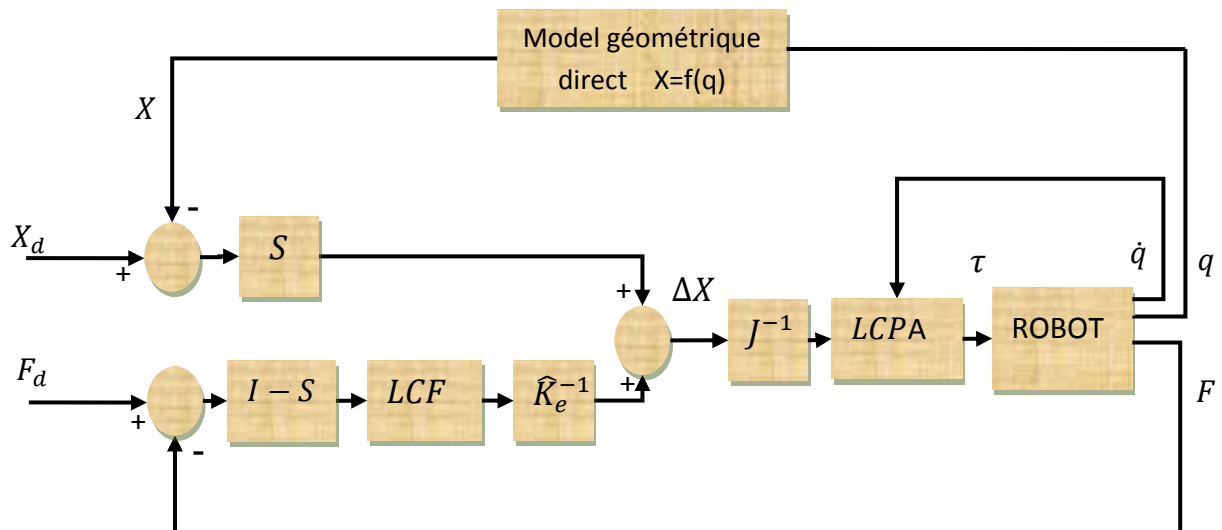 Model géométrique
direct X=f(q)
X
-
X_d
+
S
+
ΔX
τ
q̇
q
J⁻¹
LCPA
ROBOT
F_d
+
-
I − S
LCF
K̂_e⁻¹
+
F